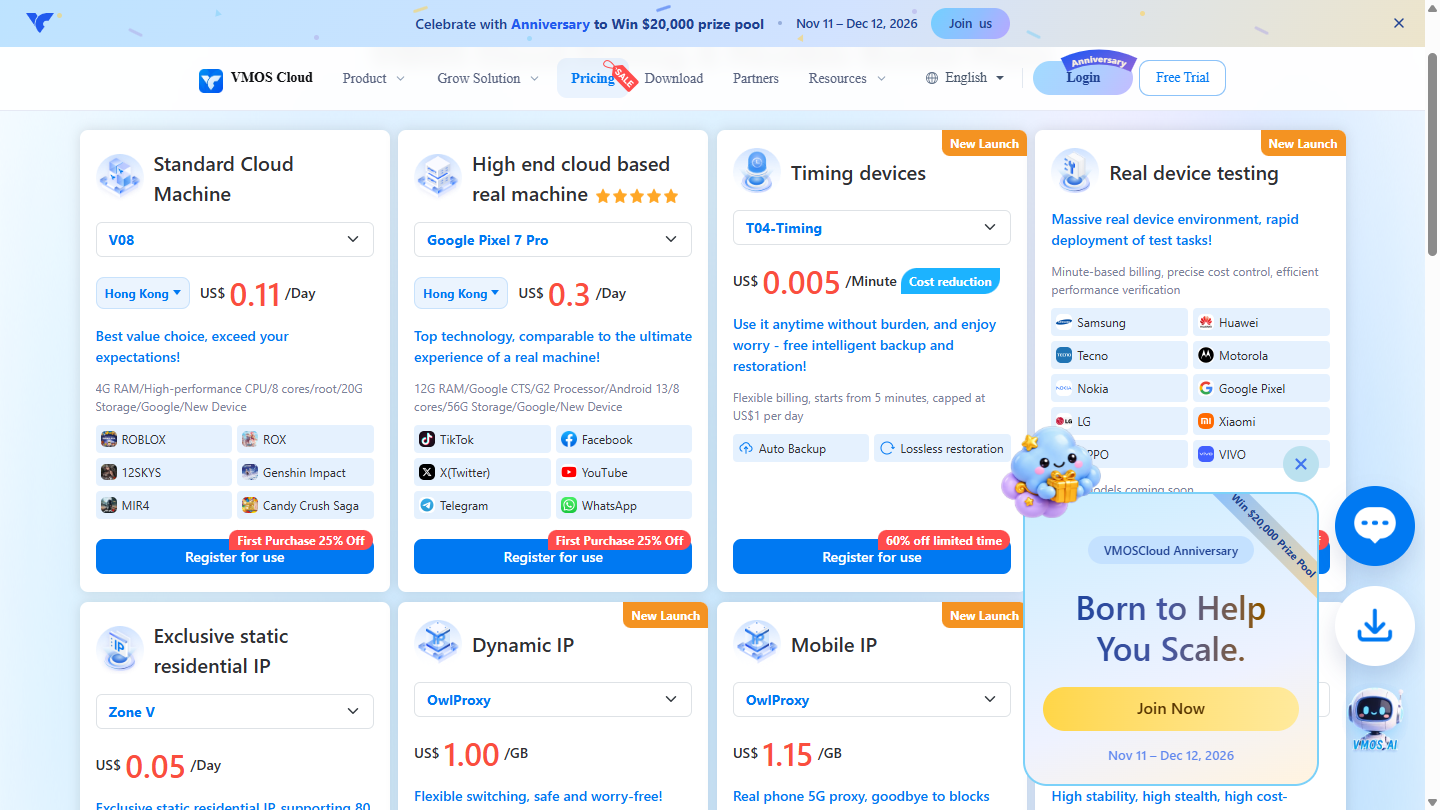 Celebrate with Anniversary to Win $20,000 prize pool • Nov 11 – Dec 12, 2026 Join us
VMOS Cloud Product Grow Solution Pricing SALE Download Partners Resources English Anniversary Login Free Trial
Standard Cloud Machine
V08
Hong Kong US$ 0.11 /Day
Best value choice, exceed your
expectations!
4G RAM/High-performance CPU/8 cores/root/20G
Storage/Google/New Device
ROBLOX ROX
12SKYS Genshin Impact
MIR4 Candy Crush Saga
First Purchase 25% Off
Register for use
High end cloud based
real machine
Google Pixel 7 Pro
Hong Kong US$ 0.3 /Day
Top technology, comparable to the ultimate
experience of a real machine!
12G RAM/Google CTS/G2 Processor/Android 13/8
cores/56G Storage/Google/New Device
TikTok Facebook
X(Twitter) YouTube
Telegram WhatsApp
First Purchase 25% Off
Register for use
New Launch
Timing devices
T04-Timing
US$ 0.005 /Minute Cost reduction
Use it anytime without burden, and enjoy
worry - free intelligent backup and
restoration!
Flexible billing, starts from 5 minutes, capped at
US$1 per day
Auto Backup Lossless restoration
60% off limited time
Register for use
New Launch
Real device testing
Massive real device environment, rapid
deployment of test tasks!
Minute-based billing, precise cost control, efficient
performance verification
Samsung Huawei
Tecno Motorola
Nokia Google Pixel
LG Xiaomi
VIVO
coming soon
Exclusive static
residential IP
Zone V
US$ 0.05 /Day
Exclusive static residential IP, supporting 80
New Launch
Dynamic IP
OwlProxy
US$ 1.00 /GB
Flexible switching, safe and worry-free!
New Launch
Mobile IP
OwlProxy
US$ 1.15 /GB
Real phone 5G proxy, goodbye to blocks
High stability, high stealth, high cost-
Win $20,000 Prize Pool
VMOSCloud Anniversary
Born to Help
You Scale.
Join Now
Nov 11 – Dec 12, 2026
VMOS AI